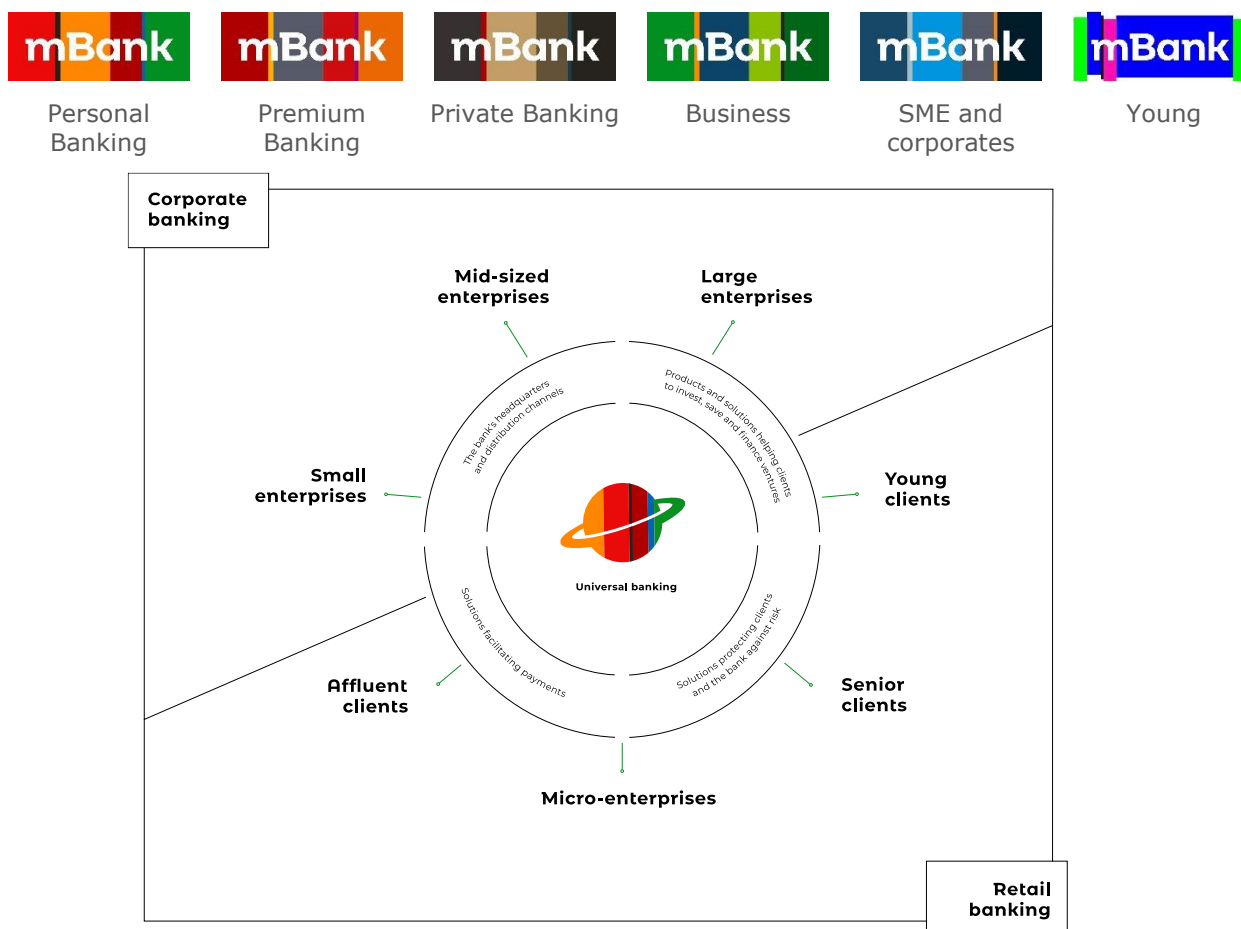 mBank mBank mBank mBank mBank mBank
Personal
Banking
Premium
Banking
Private Banking
Business
SME and
corporates
Young
Corporate
banking
Mid-sized
enterprises
Large
enterprises
The bank's headquarters
and distribution channels
Products and solutions helping clients
to invest, save and finance ventures
Small
enterprises
Young
clients
Universal banking
Solutions facilitating payments
Solutions protecting clients
and the bank against risk
Affluent
clients
Senior
clients
Micro-enterprises
Retail
banking